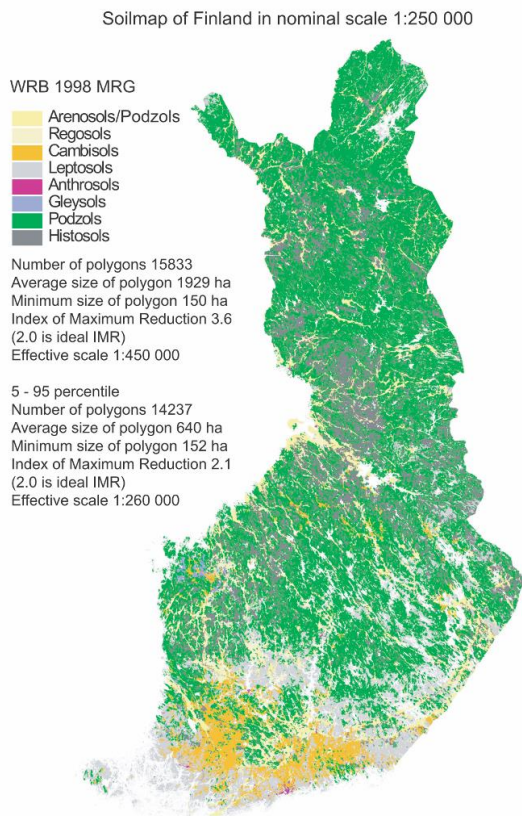 Soilmap of Finland in nominal scale 1:250 000
WRB 1998 MRG
Arenosols/Podzols
Regosols
Cambisols
Leptosols
Anthrosols
Gleysols
Podzols
Histosols
Number of polygons 15833
Average size of polygon 1929 ha
Minimum size of polygon 150 ha
Index of Maximum Reduction 3.6
(2.0 is ideal IMR)
Effective scale 1:450 000
5 - 95 percentile
Number of polygons 14237
Average size of polygon 640 ha
Minimum size of polygon 152 ha
Index of Maximum Reduction 2.1
(2.0 is ideal IMR)
Effective scale 1:260 000